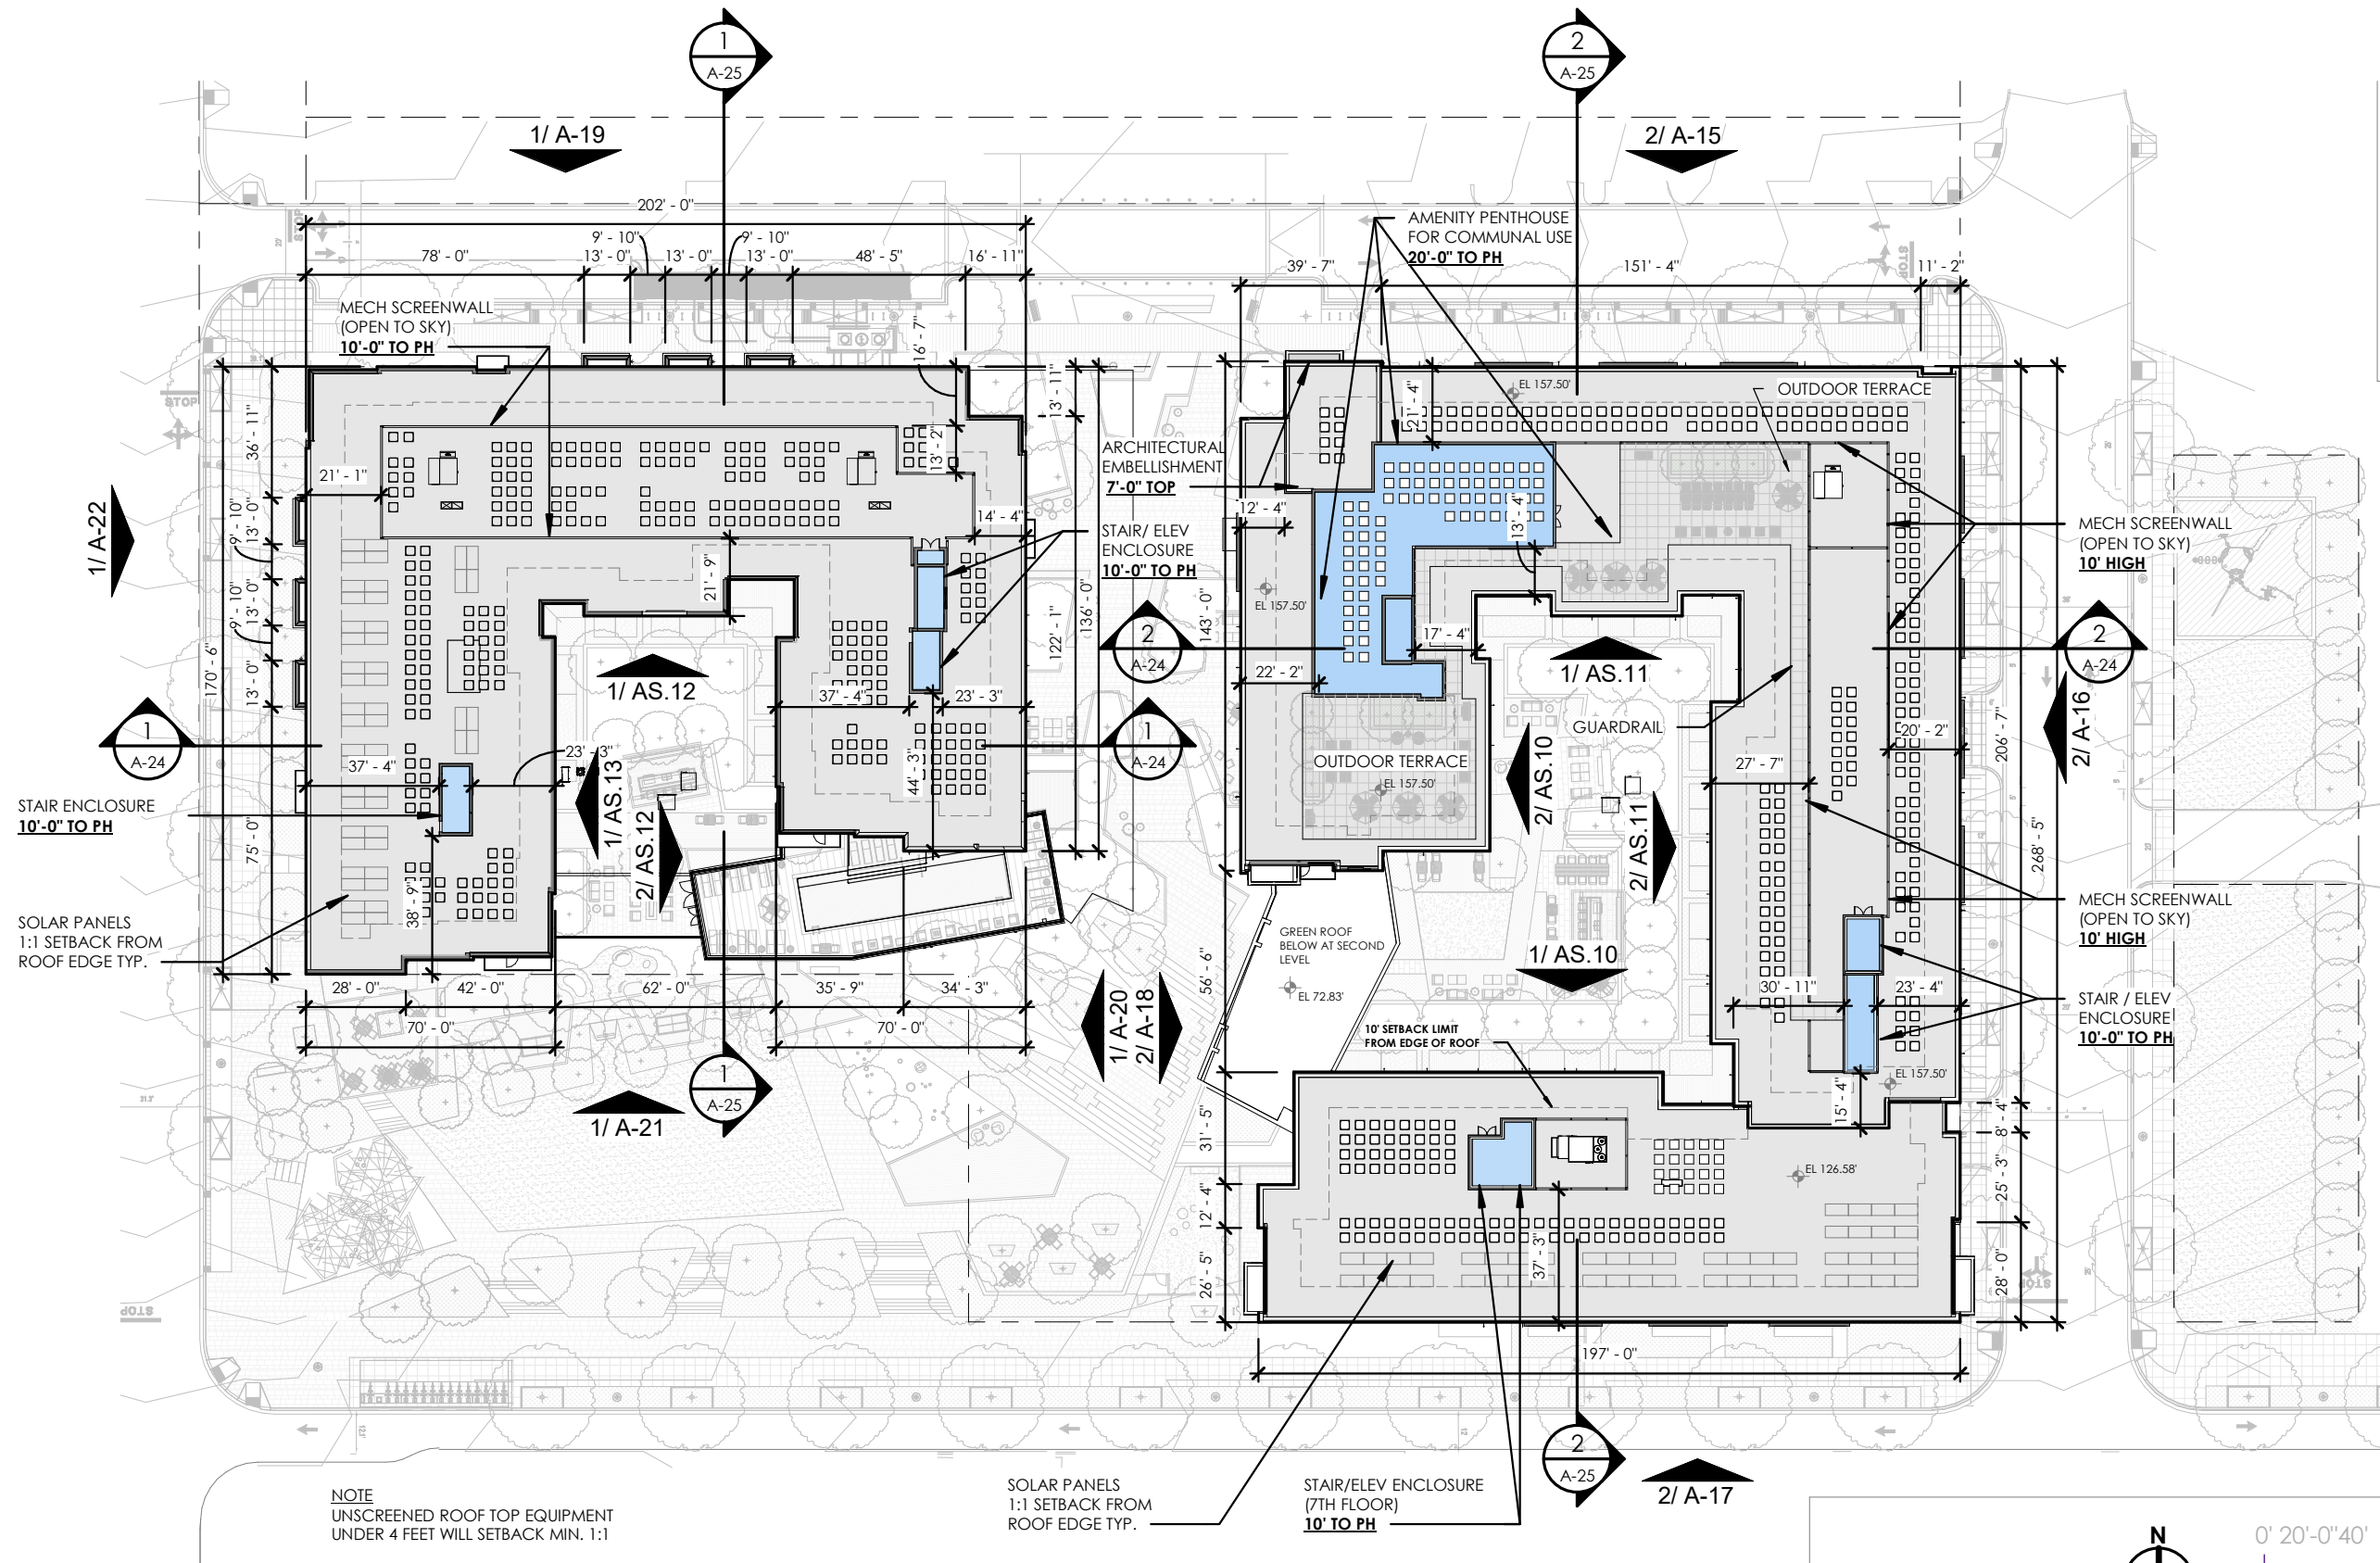 1
A-25
2
A-25
1/ A-19
2/ A-15
202' - 0"
9' - 10"
9' - 10"
78' - 0"
13' - 0"
13' - 0"
13' - 0"
48' - 5"
16' - 11"
AMENITY PENTHOUSE
FOR COMMUNAL USE
20'-0" TO PH
39' - 7"
151' - 4"
11' - 2"
STOP
STOP
STOP
MECH SCREENWALL
(OPEN TO SKY)
10'-0" TO PH
16' - 7"
13' - 11"
21' - 4"
EL 157.50'
OUTDOOR TERRACE
36' - 11"
21' - 1"
13' - 2"
14' - 4"
ARCHITECTURAL
EMBELLISHMENT
7'-0" TOP
12' - 4"
13' - 4"
1/ A-22
9' - 10"
13' - 0"
9' - 10"
13' - 0"
13' - 0"
170' - 6"
21' - 9"
STAIR/ ELEV
ENCLOSURE
10'-0" TO PH
MECH SCREENWALL
(OPEN TO SKY)
10' HIGH
EL 157.50'
122' - 1"
136' - 0"
143' - 0"
2
A-24
2
A-24
17' - 4"
22' - 2"
1/ AS.12
1/ AS.11
37' - 4"
23' - 3"
1
A-24
1
A-24
GUARDRAIL
20' - 2"
206' - 7"
2/ A-16
23' - 3"
37' - 4"
1/ AS.13
44' - 3"
OUTDOOR TERRACE
EL 157.50'
2/ AS.10
27' - 7"
STAIR ENCLOSURE
10'-0" TO PH
75' - 0"
2/ AS.12
2/ AS.11
268' - 5"
38' - 9"
SOLAR PANELS
1:1 SETBACK FROM
ROOF EDGE TYP.
MECH SCREENWALL
(OPEN TO SKY)
10' HIGH
GREEN ROOF
BELOW AT SECOND
LEVEL
EL 72.83'
56' - 6"
1/ AS.10
28' - 0"
42' - 0"
62' - 0"
35' - 9"
34' - 3"
70' - 0"
70' - 0"
1/ A-20
2/ A-18
30' - 11"
23' - 4"
STAIR / ELEV
ENCLOSURE
10'-0" TO PH
10' SETBACK LIMIT
FROM EDGE OF ROOF
EL 157.50'
15' - 4"
1
A-25
1/ A-21
31' - 5"
8' - 4"
EL 126.58'
25' - 3"
12' - 4"
37' - 3"
26' - 5"
28' - 0"
STOP
STOP
197' - 0"
2
A-25
2/ A-17
NOTE
UNSCREENED ROOF TOP EQUIPMENT
UNDER 4 FEET WILL SETBACK MIN. 1:1
SOLAR PANELS
1:1 SETBACK FROM
ROOF EDGE TYP.
STAIR/ELEV ENCLOSURE
(7TH FLOOR)
10' TO PH
N
0' 20'-0"40'